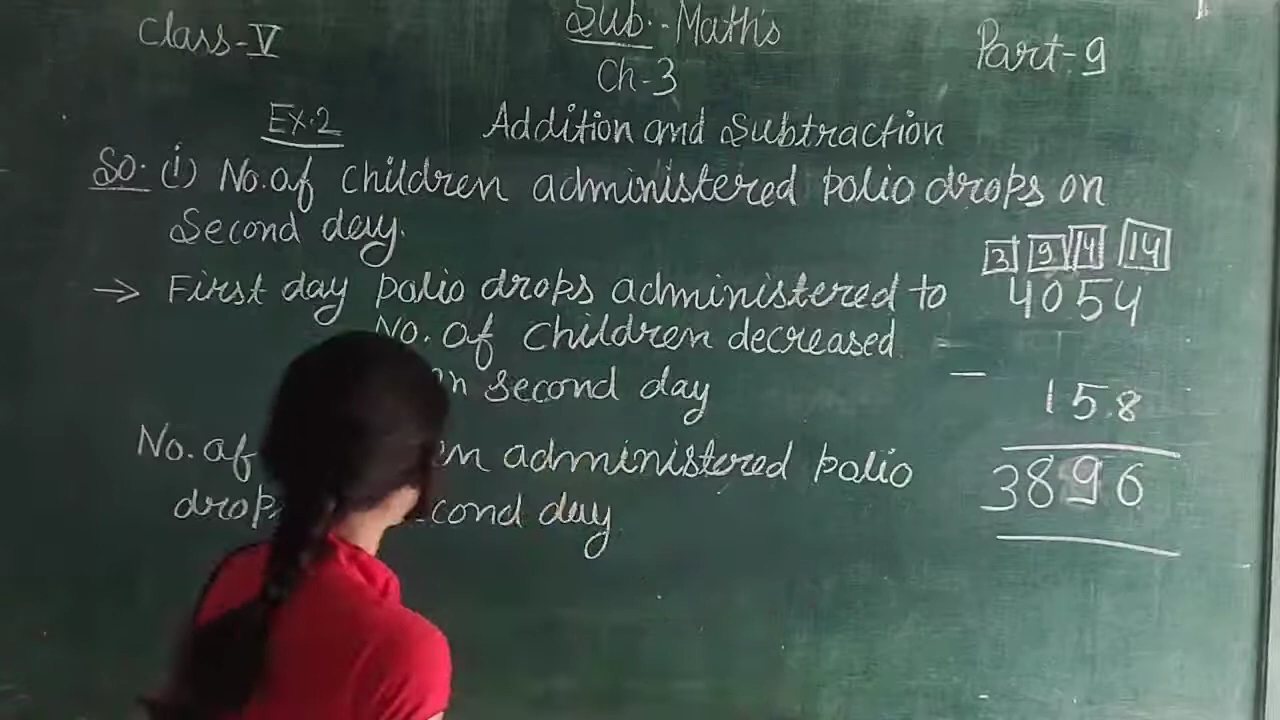 Class-V
Sub.-Maths
Part-9
Ch-3
Ex.2
Addition and Subtraction
So. (i) No. of children administered polio drops on
Second day.
3 9 14 14
→ First day polio drops administered to 4054
No. of children decreased
second day
- 158
No. of administered polio 3896
drops day